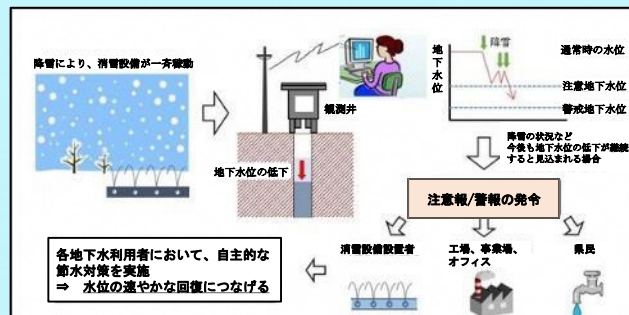 降雪により、消雪設備が一斉稼動
観測井
地下水位の低下
地下水位
降雪
通常時の水位
注意地下水位
警戒地下水位
降雪の状況など
今後も地下水位の低下が継続
すると見込まれる場合
注意報/警報の発令
消雪設備設置者
工場、事業場、
オフィス
県民
各地下水利用者において、自主的な
節水対策を実施
⇒ 水位の速やかな回復につなげる